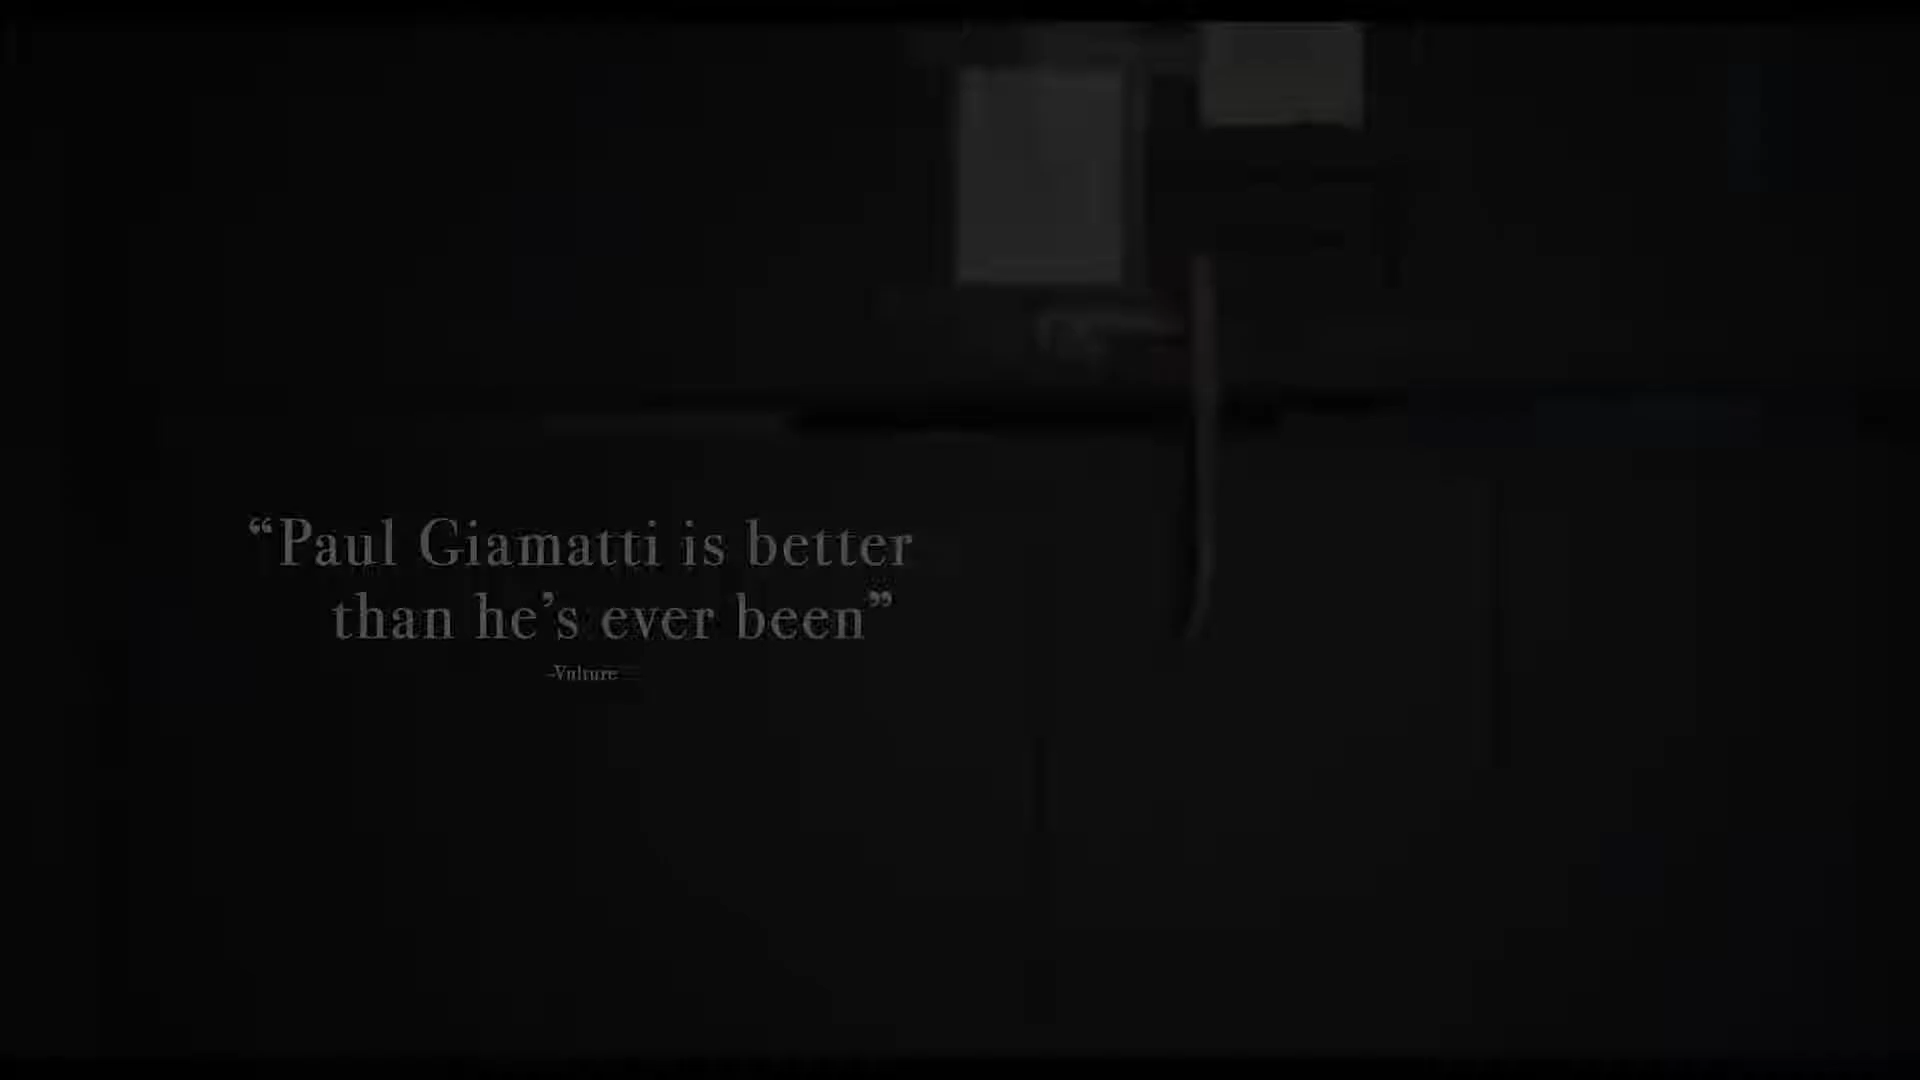 “Paul Giamatti is better
than he’s ever been”
-Vulture